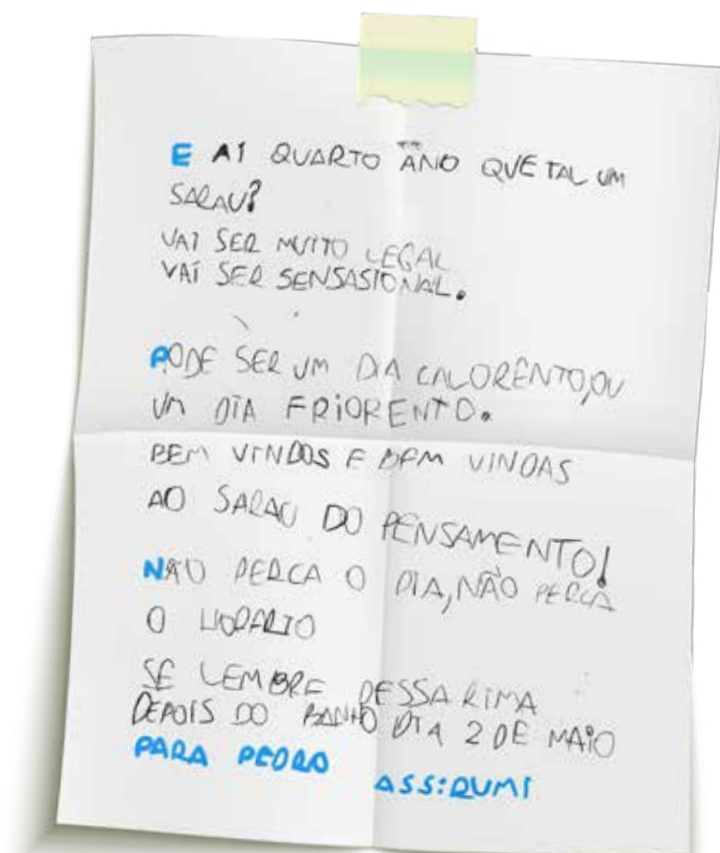 E AÍ QUARTO ANO QUE TAL UM
SARAU?
VAI SER MUITO LEGAL
VAI SER SENSASIONAL.
PODE SER UM DIA CALORENTO, OU
UM DIA FRIORENTO.
BEM VINDOS E BEM VINDAS
AO SARAU DO PENSAMENTO!
NÃO PERCA O DIA, NÃO PERCA
O HORARIO
SE LEMBRE DESSA RIMA
DEPOIS DO BANHO DIA 2 DE MAIO
PARA PEDRO ASS: RUMI